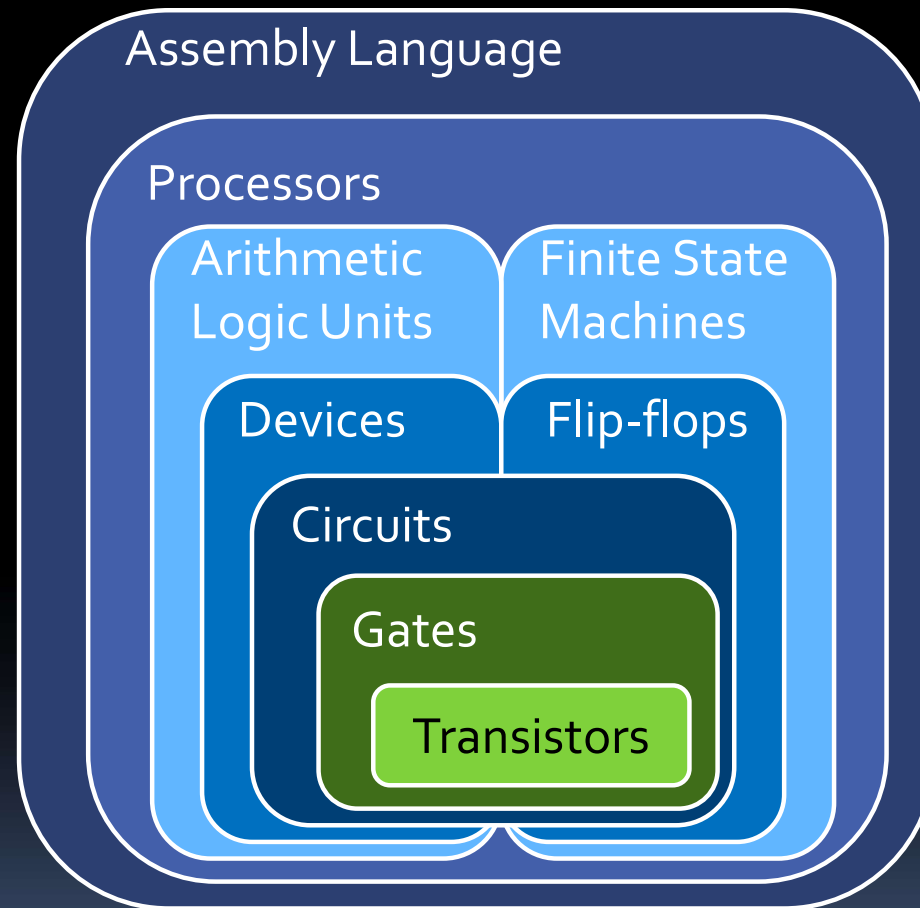 Assembly Language
Processors
Arithmetic
Logic Units
Finite State
Machines
Devices
Flip-flops
Circuits
Gates
Transistors